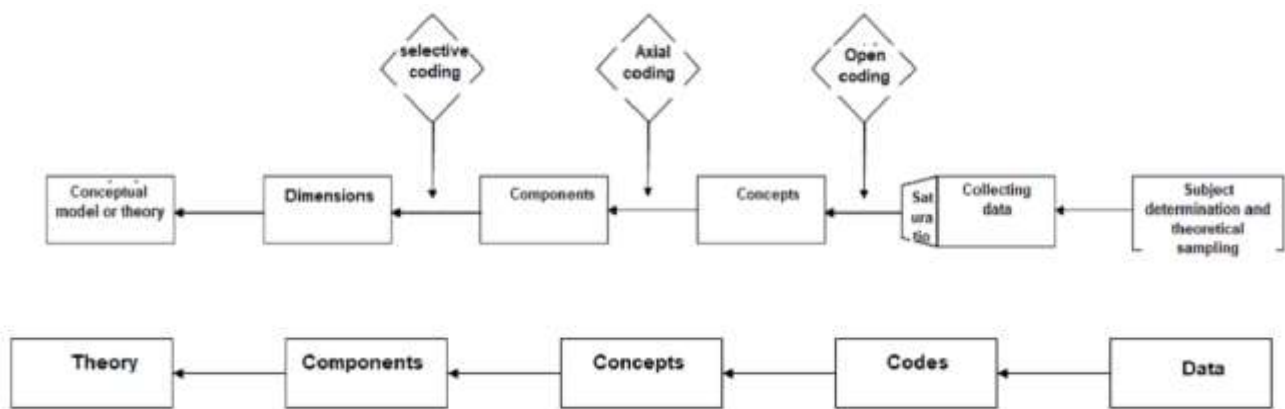 selective
coding
Axial
coding
Open
coding
Conceptual
model or theory
Dimensions
Components
Concepts
Sat
ura
tio
Collecting
data
Subject
determination and
theoretical
sampling
Theory
Components
Concepts
Codes
Data